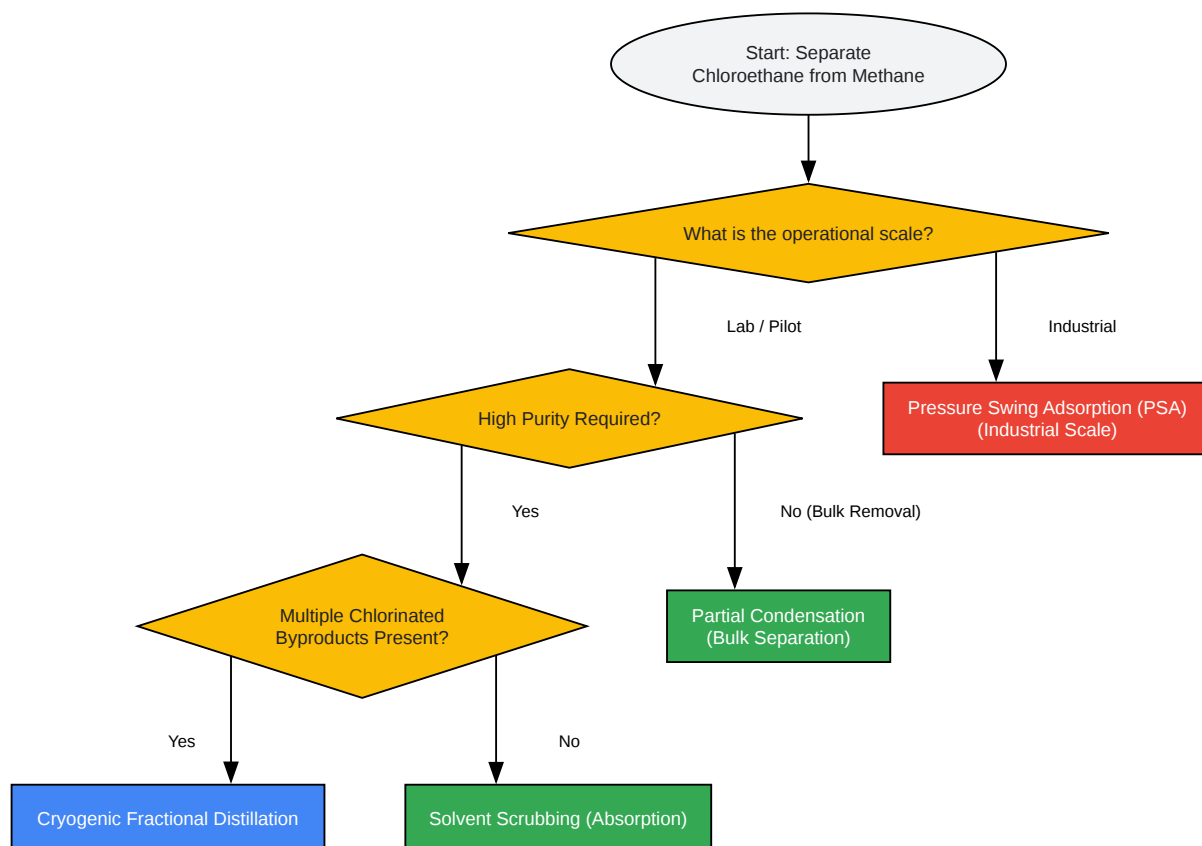 Start: Separate
Chloroethane from Methane
What is the operational scale?
Lab / Pilot
Industrial
High Purity Required?
Pressure Swing Adsorption (PSA)
(Industrial Scale)
Yes
No (Bulk Removal)
Multiple Chlorinated
Byproducts Present?
Partial Condensation
(Bulk Separation)
Yes
No
Cryogenic Fractional Distillation
Solvent Scrubbing (Absorption)